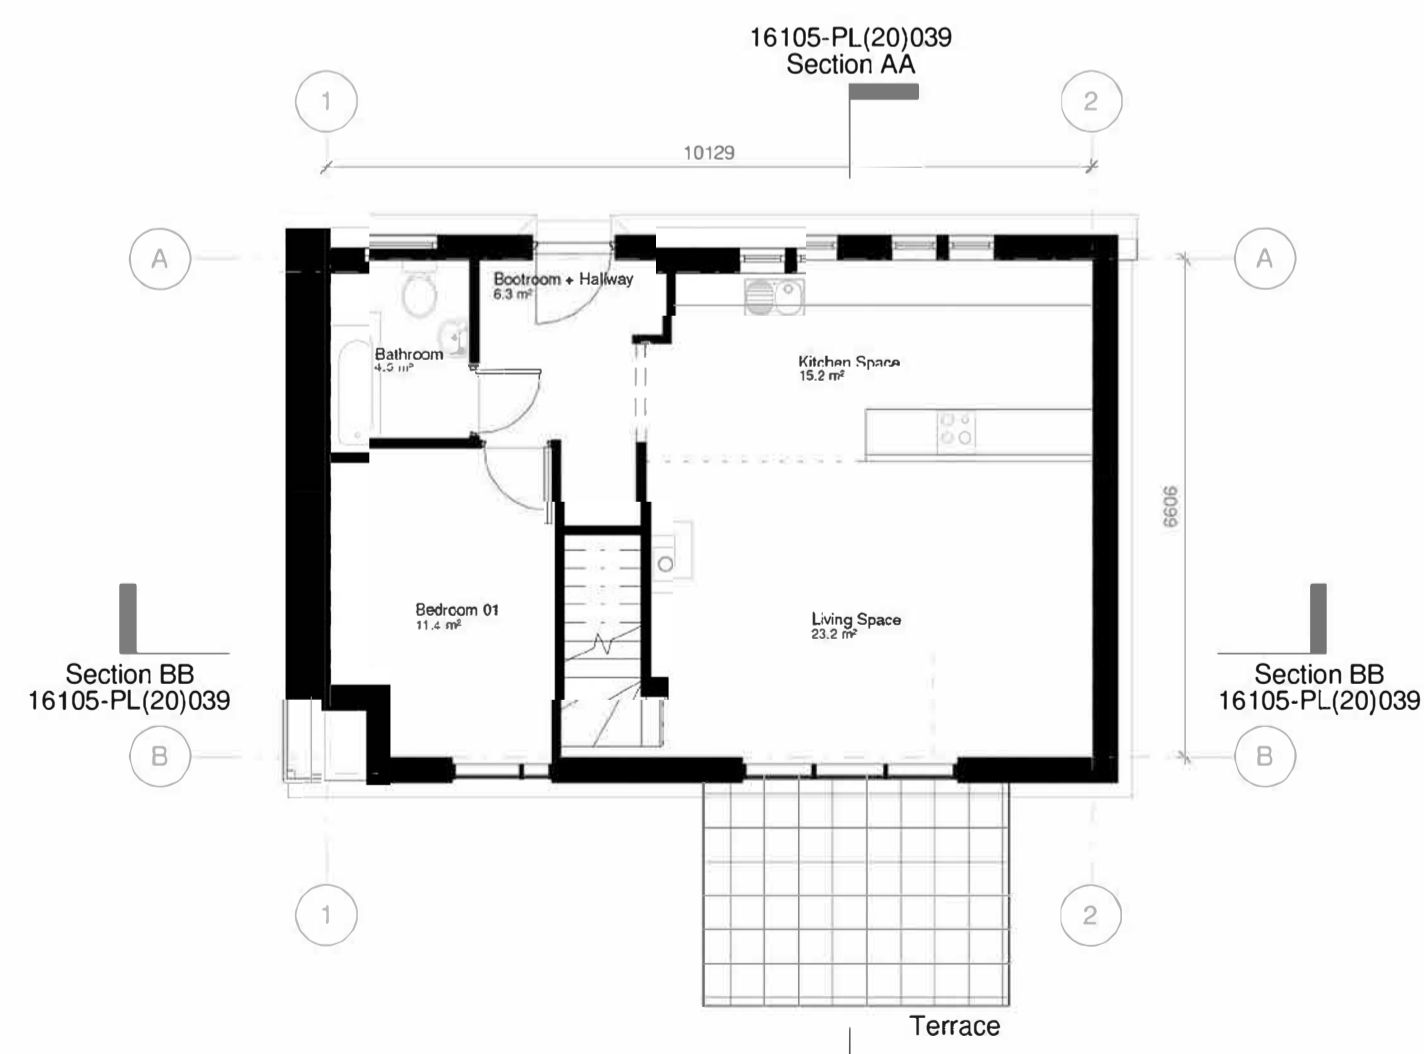 16105-PL(20)039
Section AA
1
2
10129
A
A
Bootroom + Hallway
6.3 m²
Bathroom
m²
Kitchen Space
15.2 m²
6606
Bedroom 01
11.4 m²
Living Space
23.2 m²
Section BB
16105-PL(20)039
Section BB
16105-PL(20)039
B
B
1
2
Terrace